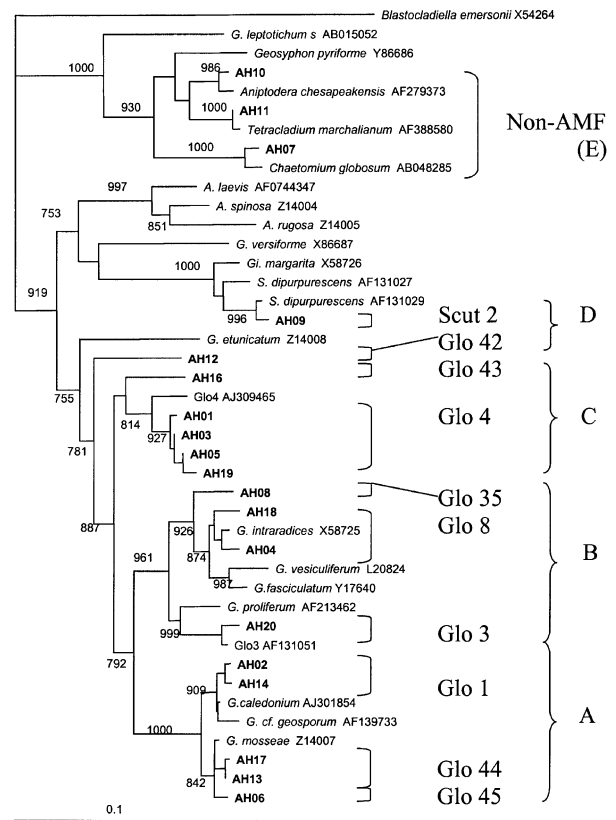 Blastocladiella emersonii X54264
G. leptotichum s AB015052
Geosyphon pyriforme Y86686
986
AH10
1000
Aniptodera chesapeakensis AF279373
930
1000
AH11
Non-AMF
Tetracladium marchalianum AF388580
(E)
1000
AH07
Chaetomium globosum AB048285
997
A. laevis AF0744347
753
A. spinosa Z14004
851
A. rugosa Z14005
G. versiforme X86687
1000
Gi. margarita X58726
S. dipurpurescens AF131027
919
S. dipurpurescens AF131029
996
AH09
Scut 2
D
G. etunicatum Z14008
Glo 42
AH12
755
AH16
Glo 43
Glo4 AJ309465
814
AH01
Glo 4
C
927
AH03
781
AH05
AH19
AH08
Glo 35
887
926
AH18
Glo 8
G. intraradices X58725
961
874
AH04
B
G. vesiculiferum L20824
987
G.fasciculatum Y17640
G. proliferum AF213462
999
AH20
Glo 3
Glo3 AF131051
792
AH02
909
AH14
Glo 1
G.caledonium AJ301854
A
1000
G. cf. geosporum AF139733
G. mosseae Z14007
AH17
Glo 44
842
AH13
AH06
Glo 45
0.1